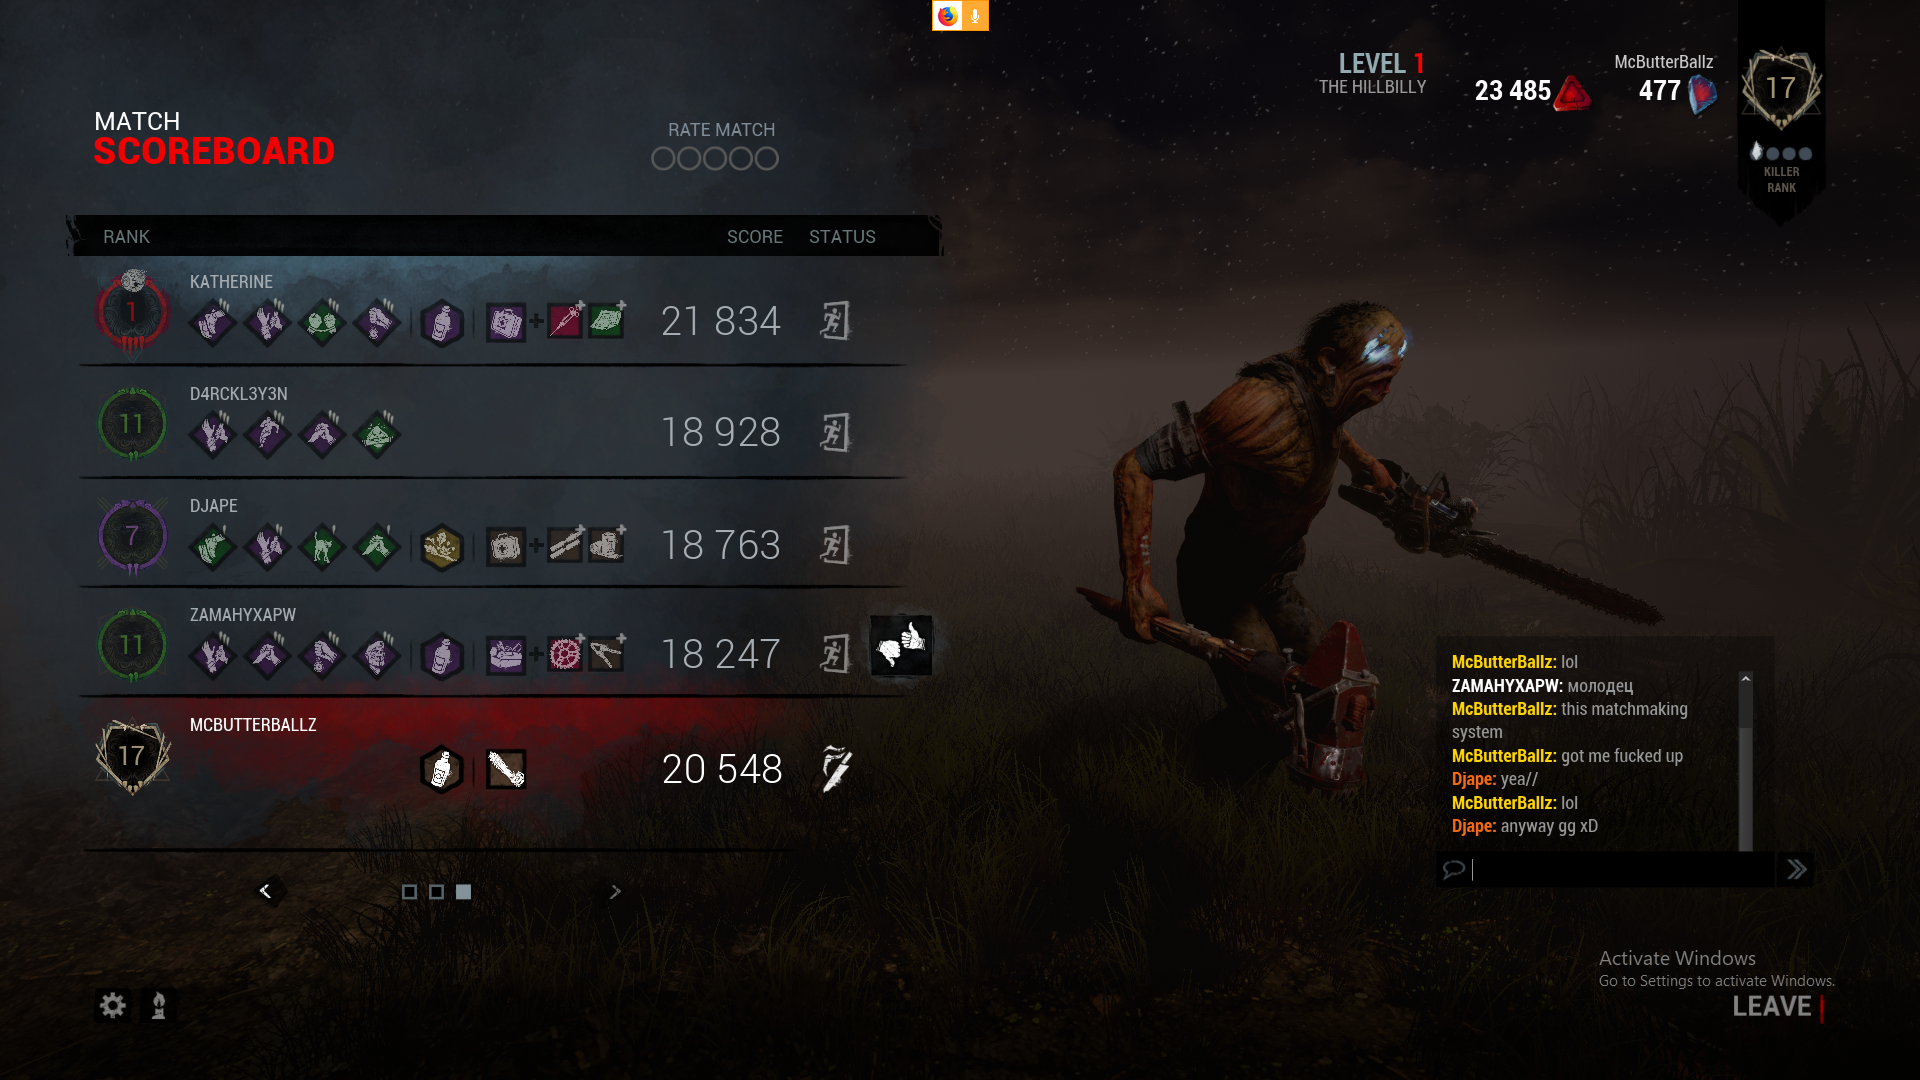 LEVEL 1
THE HILLBILLY
23 485
McButterBallz
477
17
KILLER
RANK
MATCH
SCOREBOARD
RATE MATCH
RANK SCORE STATUS
1 KATHERINE 21 834
11 D4RCKL3Y3N 18 928
7 DJAPE 18 763
11 ZAMAHYXAPW 18 247
17 MCBUTTERBALLZ 20 548
McButterBallz: lol
ZAMAHYXAPW: молодец
McButterBallz: this matchmaking
system
McButterBallz: got me fucked up
Djape: yea//
McButterBallz: lol
Djape: anyway gg xD
Activate Windows
Go to Settings to activate Windows.
LEAVE